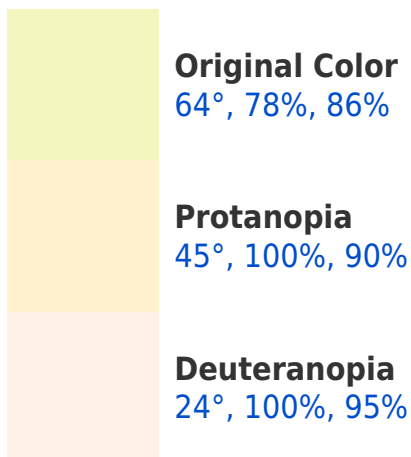 Original Color
64°, 78%, 86%
Protanopia
45°, 100%, 90%
Deuteranopia
24°, 100%, 95%